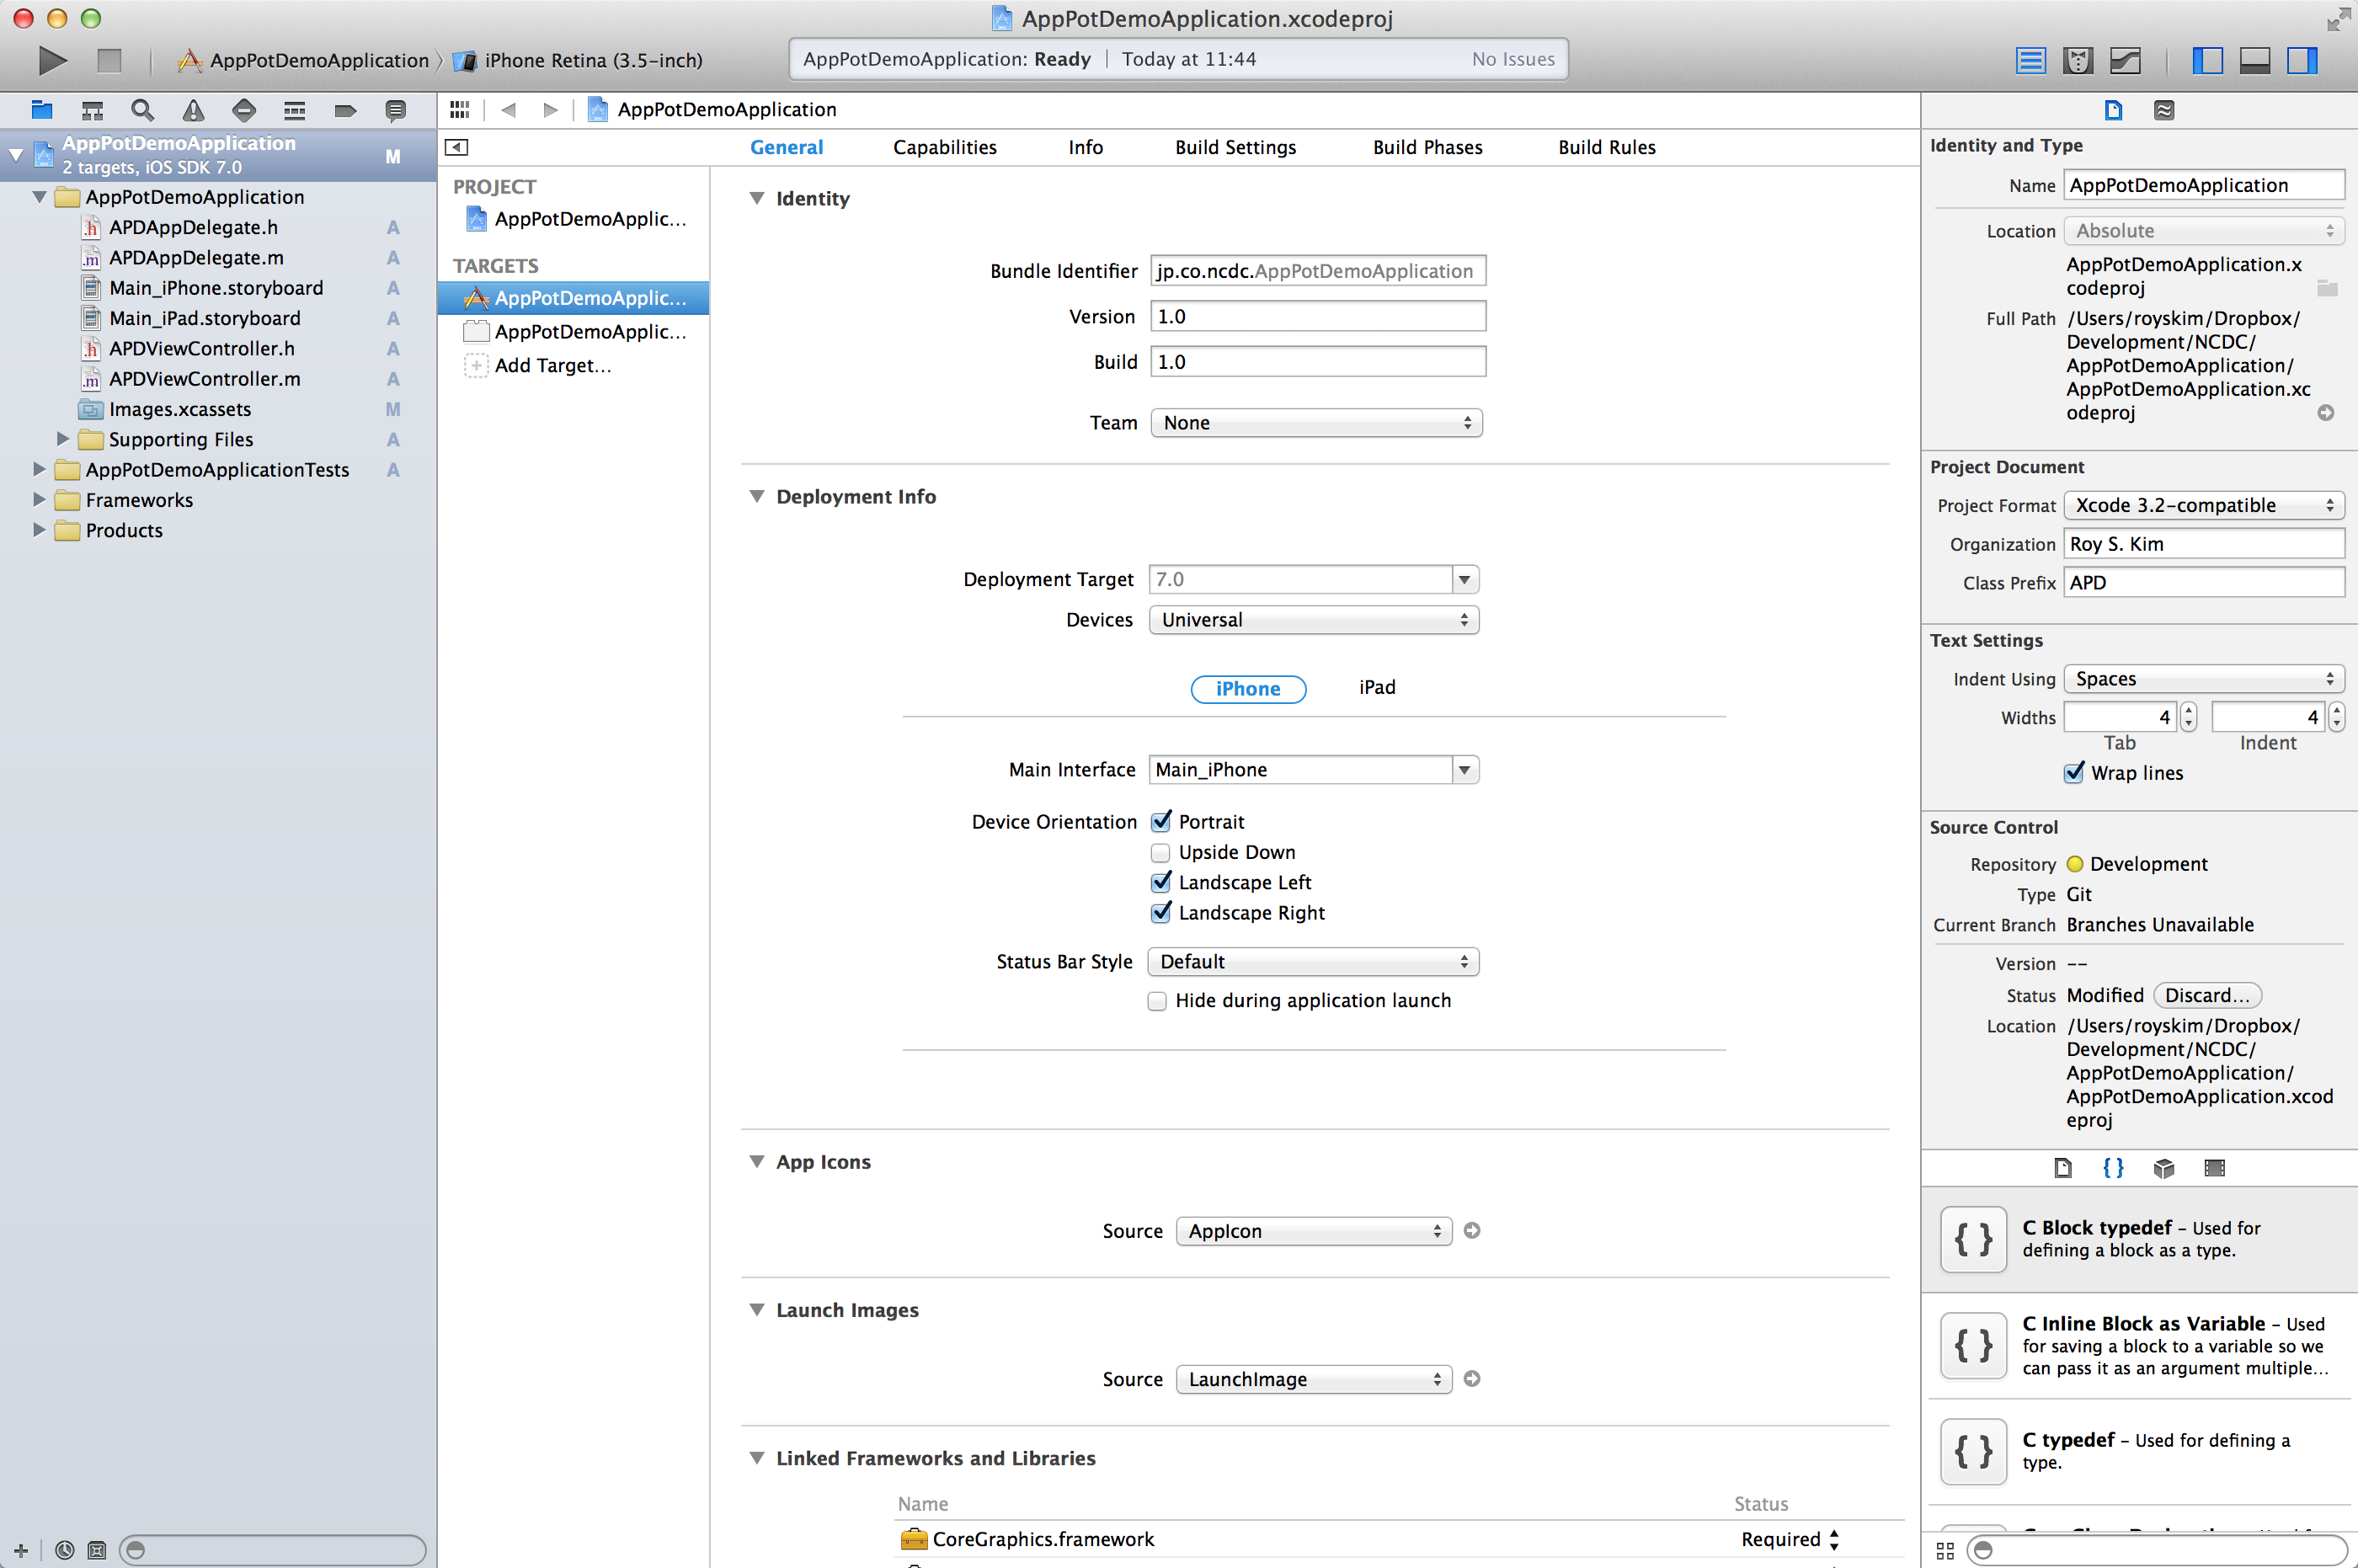 AppPotDemoApplication.xcodeproj
AppPotDemoApplication
iPhone Retina (3.5-inch)
AppPotDemoApplication: Ready
Today at 11:44
No Issues
AppPotDemoApplication
2 targets, iOS SDK 7.0
M
AppPotDemoApplication
APDAppDelegate.h A
APDAppDelegate.m A
Main_iPhone.storyboard A
Main_iPad.storyboard A
APDViewController.h A
APDViewController.m A
Images.xcassets M
Supporting Files A
AppPotDemoApplicationTests A
Frameworks
Products
AppPotDemoApplication
General Capabilities Info Build Settings Build Phases Build Rules
PROJECT
AppPotDemoApplic...
TARGETS
AppPotDemoApplic...
AppPotDemoApplic...
Add Target...
Identity
Bundle Identifier jp.co.ncdc.AppPotDemoApplication
Version 1.0
Build 1.0
Team None
Deployment Info
Deployment Target 7.0
Devices Universal
iPhone iPad
Main Interface Main_iPhone
Device Orientation Portrait
Upside Down
Landscape Left
Landscape Right
Status Bar Style Default
Hide during application launch
App Icons
Source AppIcon
Launch Images
Source LaunchImage
Linked Frameworks and Libraries
Name Status
CoreGraphics.framework Required
Identity and Type
Name AppPotDemoApplication
Location Absolute
AppPotDemoApplication.x
codeproj
Full Path /Users/royskim/Dropbox/
Development/NCDC/
AppPotDemoApplication/
AppPotDemoApplication.xc
odeproj
Project Document
Project Format Xcode 3.2-compatible
Organization Roy S. Kim
Class Prefix APD
Text Settings
Indent Using Spaces
Widths 4 4
Tab Indent
Wrap lines
Source Control
Repository Development
Type Git
Current Branch Branches Unavailable
Version --
Status Modified Discard...
Location /Users/royskim/Dropbox/
Development/NCDC/
AppPotDemoApplication/
AppPotDemoApplication.xcod
eproj
{ }
{ } C Block typedef – Used for
defining a block as a type.
{ } C Inline Block as Variable – Used
for saving a block to a variable so we
can pass it as an argument multiple...
{ } C typedef – Used for defining a
type.